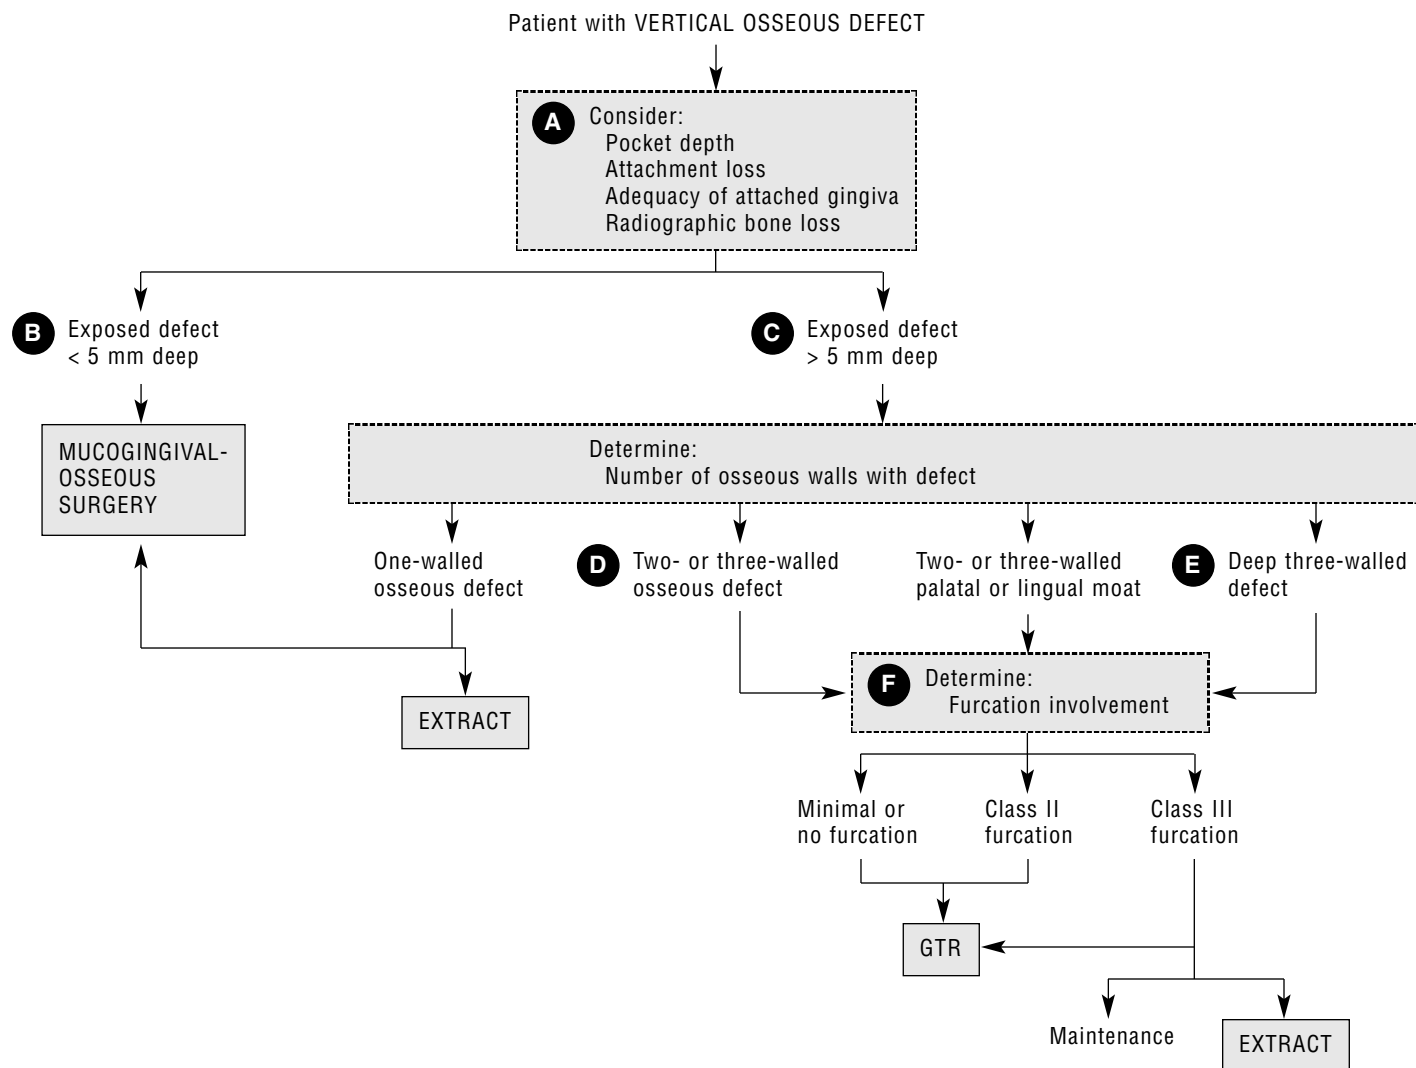 Patient with VERTICAL OSSEOUS DEFECT
A
Consider:
Pocket depth
Attachment loss
Adequacy of attached gingiva
Radiographic bone loss
B
Exposed defect
< 5 mm deep
C
Exposed defect
> 5 mm deep
MUCOGINGIVAL-
OSSEOUS
SURGERY
Determine:
Number of osseous walls with defect
One-walled
osseous defect
D
Two- or three-walled
osseous defect
Two- or three-walled
palatal or lingual moat
E
Deep three-walled
defect
EXTRACT
F
Determine:
Furcation involvement
Minimal or
no furcation
Class II
furcation
Class III
furcation
GTR
Maintenance
EXTRACT